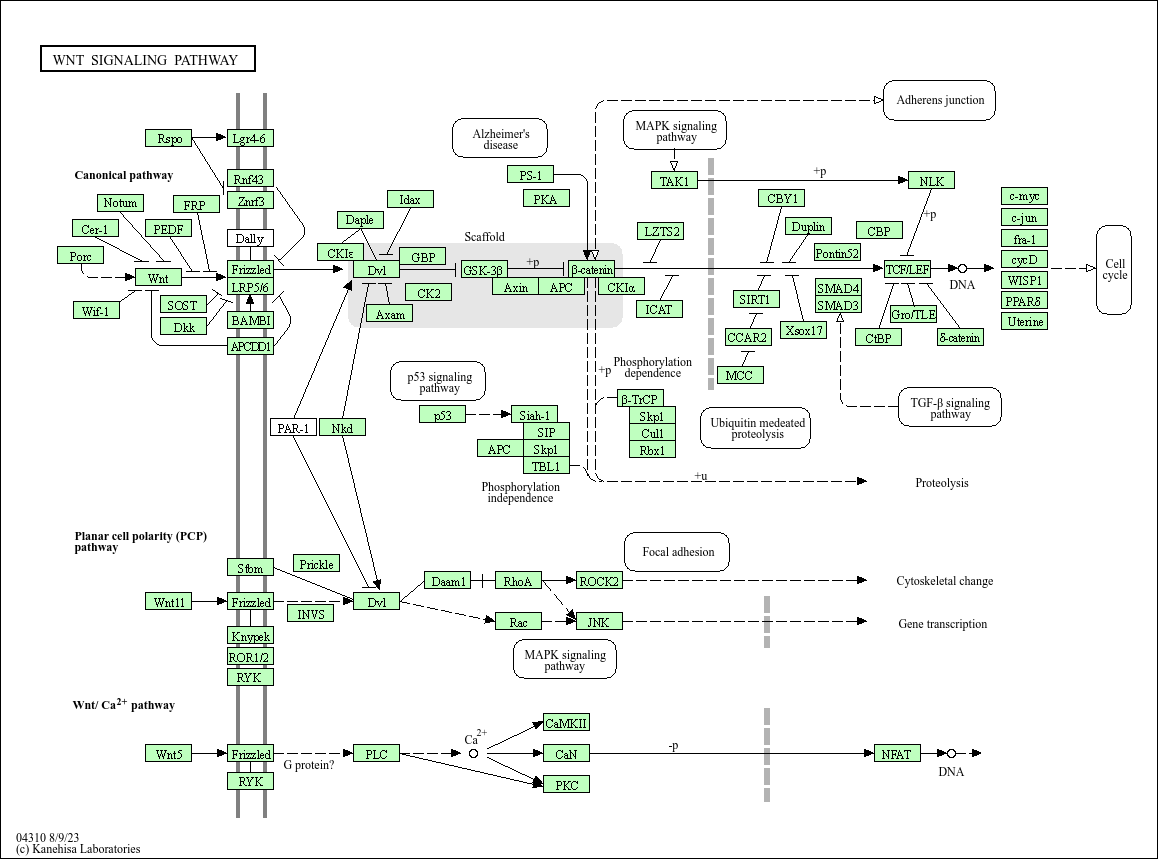 WNT SIGNALING PATHWAY
Adherens junction
MAPK signaling
pathway
Alzheimer's
disease
Rspo
Lgr4-6
Canonical pathway
Rnf43
Znrf3
PS-1
PKA
TAK1
+p
NLK
Notum
FRP
Idax
Daple
Cer-1
PEDF
Dally
Scaffold
LZTS2
CBY1
Duplin
CBP
+p
c-myc
c-jun
fra-1
cycD
WISP1
PPARδ
Uterine
Cell
cycle
Porc
Wnt
Frizzled
LRP5/6
CKIε
Dvl
GBP
GSK-3β
+p
β-catenin
Pontin52
TCF/LEF
DNA
CK2
Axin
APC
CKIα
Wif-1
SOST
Dkk
BAMBI
APCDD1
Axam
ICAT
SIRT1
SMAD4
SMAD3
CCAR2
Xsox17
Gro/TLE
CtBP
δ-catenin
MCC
p53 signaling
pathway
+p
Phosphorylation
dependence
TGF-β signaling
pathway
PAR-1
Nkd
p53
Siah-1
SIP
APC
Skp1
TBL1
β-TrCP
Skp1
Cul1
Rbx1
Ubiquitin medeated
proteolysis
Phosphorylation
independence
+u
Proteolysis
Planar cell polarity (PCP)
pathway
Stbm
Prickle
Focal adhesion
Daam1
RhoA
ROCK2
Cytoskeletal change
Wnt11
Frizzled
INVS
Dvl
Rac
JNK
Gene transcription
Knypek
ROR1/2
RYK
MAPK signaling
pathway
Wnt/ Ca2+ pathway
Wnt5
Frizzled
RYK
G protein?
PLC
Ca2+
CaMKII
CaN
PKC
-p
NFAT
DNA
04310 8/9/23
(c) Kanehisa Laboratories